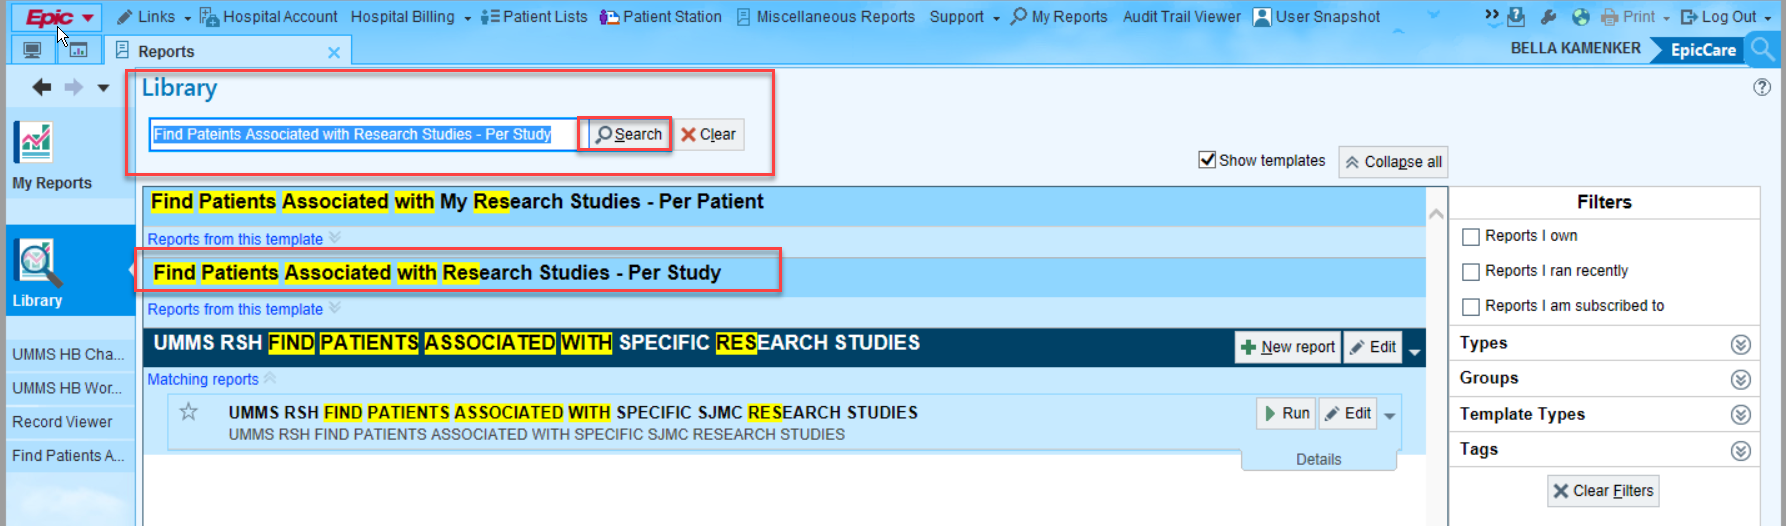 Epic Links Hospital Account Hospital Billing Patient Lists Patient Station Miscellaneous Reports Support My Reports Audit Trail Viewer User Snapshot » Print Log Out
Reports BELLA KAMENKER EpicCare
Library
Find Pateints Associated with Research Studies - Per Study Search Clear
Show templates Collapse all
My Reports
Find Patients Associated with My Research Studies - Per Patient
Filters
Reports from this template
Reports I own
Find Patients Associated with Research Studies - Per Study
Reports I ran recently
Library
Reports from this template
Reports I am subscribed to
UMMS RSH FIND PATIENTS ASSOCIATED WITH SPECIFIC RESEARCH STUDIES New report Edit
Types
UMMS HB Cha...
Matching reports
Groups
UMMS HB Wor...
UMMS RSH FIND PATIENTS ASSOCIATED WITH SPECIFIC SJMC RESEARCH STUDIES Run Edit
Template Types
Record Viewer
UMMS RSH FIND PATIENTS ASSOCIATED WITH SPECIFIC SJMC RESEARCH STUDIES
Tags
Find Patients A...
Details
Clear Filters